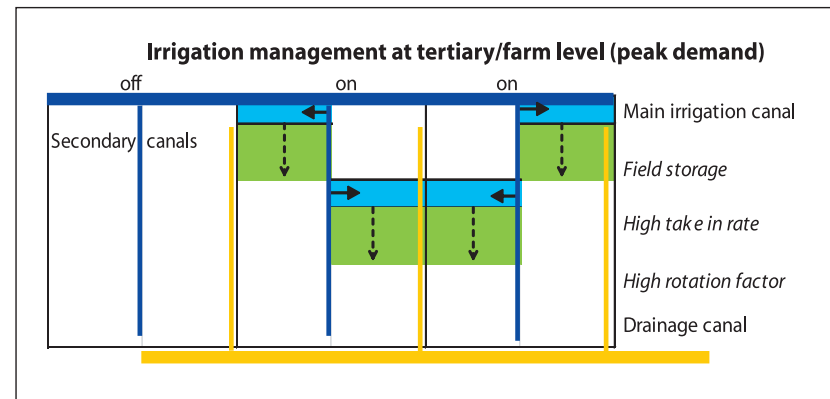 Irrigation management at tertiary/farm level (peak demand)
off on on
Main irrigation canal
Secondary canals
Field storage
High take in rate
High rotation factor
Drainage canal